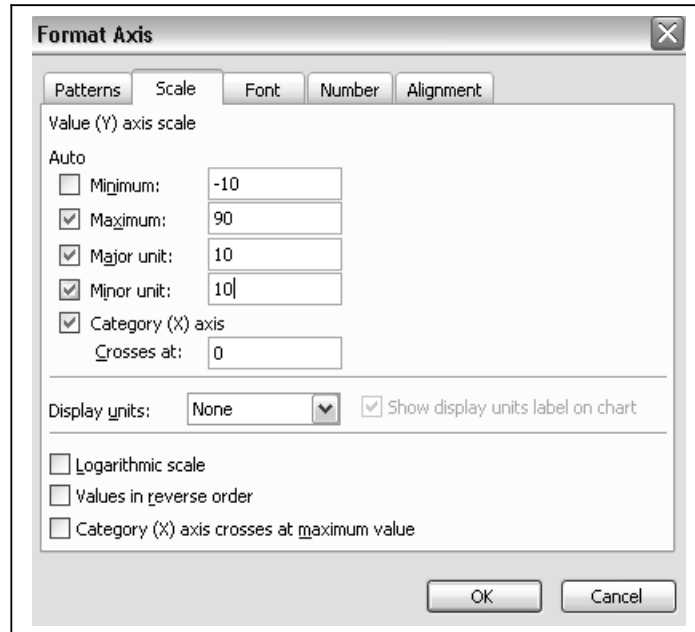 Format Axis
Patterns Scale Font Number Alignment
Value (Y) axis scale
Auto
Minimum: -10
Maximum: 90
Major unit: 10
Minor unit: 10
Category (X) axis
Crosses at: 0
Display units: None Show display units label on chart
Logarithmic scale
Values in reverse order
Category (X) axis crosses at maximum value
OK Cancel